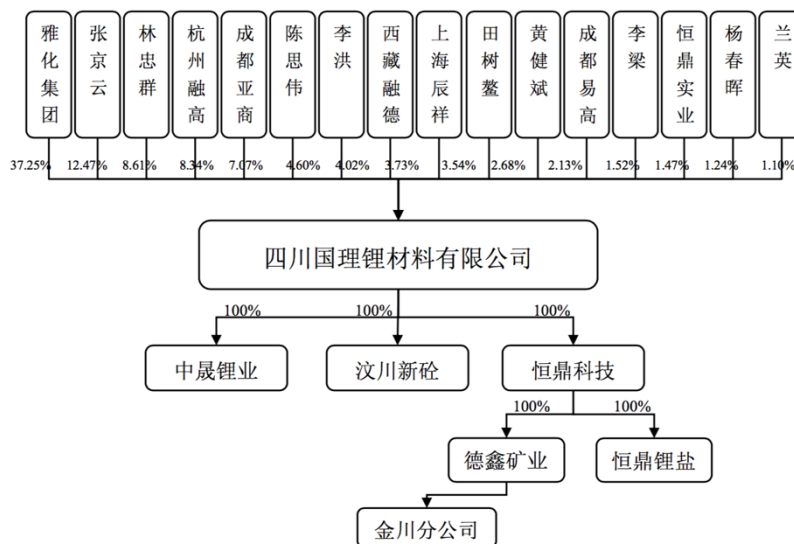 雅化集团
张京云
林忠群
杭州融高
成都亚商
陈思伟
李洪
西藏融德
上海辰祥
田树鳌
黄健斌
成都易高
李梁
恒鼎实业
杨春晖
兰英
37.25% 12.47% 8.61% 8.34% 7.07% 4.60% 4.02% 3.73% 3.54% 2.68% 2.13% 1.52% 1.47% 1.24% 1.10%
四川国理锂材料有限公司
100% 100% 100%
中晟锂业 汶川新砼 恒鼎科技
100% 100%
德鑫矿业 恒鼎锂盐
金川分公司